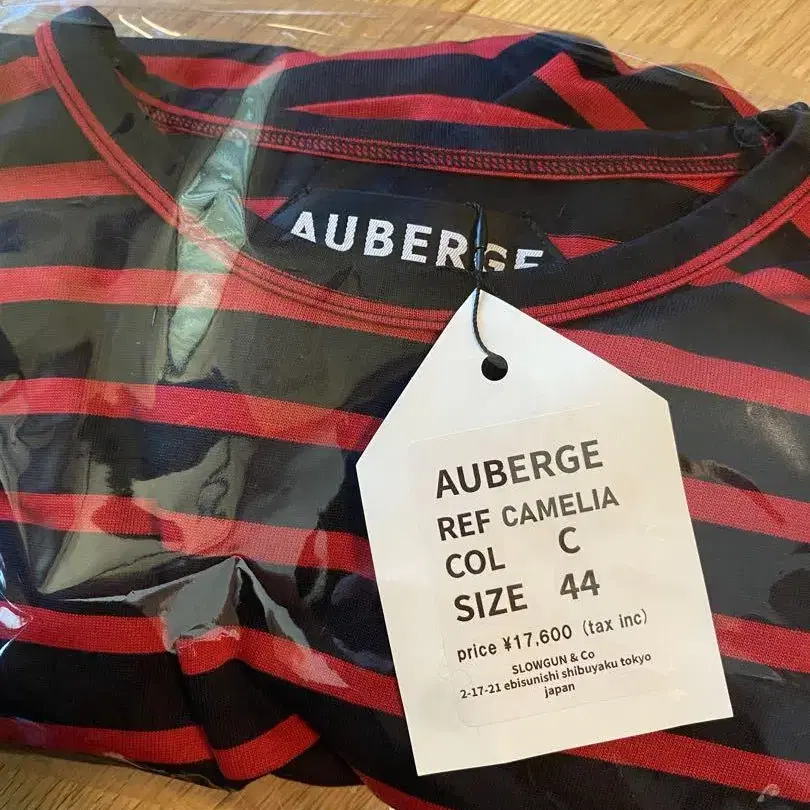 AUBERGE
AUBERGE
REF CAMELIA
COL C
SIZE 44
price ¥17,600 (tax inc)
SLOWGUN & Co
2-17-21 ebisunishi shibuyaku tokyo
japan